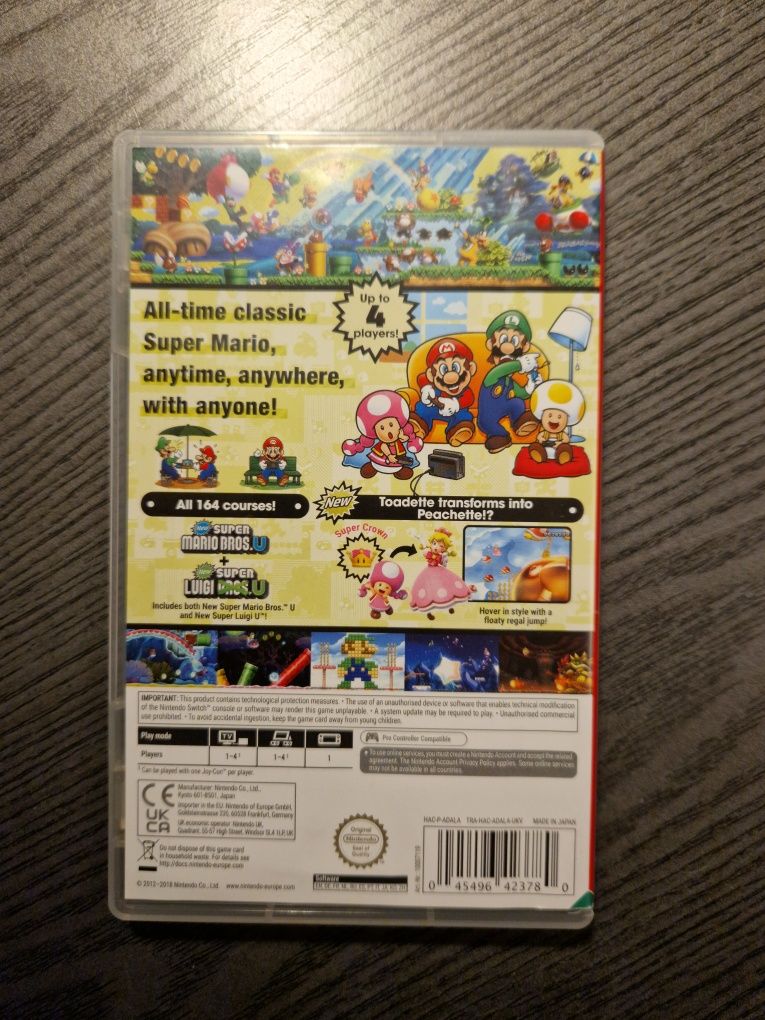 All-time classic
Super Mario,
anytime, anywhere,
with anyone!
Up to
4
players!
All 164 courses!
New
SUPER
MARIO BROS.U
+
New
SUPER
LUIGI U
Includes both New Super Mario Bros.™ U
and New Super Luigi U™!
New
Toadette transforms into
Peachette!?
Super Crown
Hover in style with a
floaty regal jump!
IMPORTANT: This product contains technological protection measures. • The use of an unauthorised device or software that enables technical modification
of the Nintendo Switch™ console or software may render this game unplayable. • A system update may be required to play. • Unauthorised commercial
use prohibited. • To avoid accidental ingestion, keep the game card away from young children.
Play mode
TV
Players
1-4¹
1-4¹
1
Pro Controller Compatible
¹ Can be played with one Joy-Con™ per player.
• To use online services, you must create a Nintendo Account and accept the related
agreement. The Nintendo Account Privacy Policy applies. Some online services
may not be available in all countries.
CE
UK
CA
Manufacturer: Nintendo Co., Ltd.,
Kyoto 601-8501, Japan
Importer in the EU: Nintendo of Europe GmbH,
Goldsteinstrasse 235, 60528 Frankfurt, Germany
UK economic operator: Nintendo UK,
Quadrant, 55-57 High Street, Windsor SL4 1LP, UK
Do not dispose of this game card
in household waste. For details see
http://docs.nintendo-europe.com
© 2012-2018 Nintendo Co., Ltd. www.nintendo-europe.com
Original
Nintendo
Seal of
Quality
Software
HAC-P-ADALA TRA-HAC-ADALA-UKV MADE IN JAPAN
0 45496 42378 0